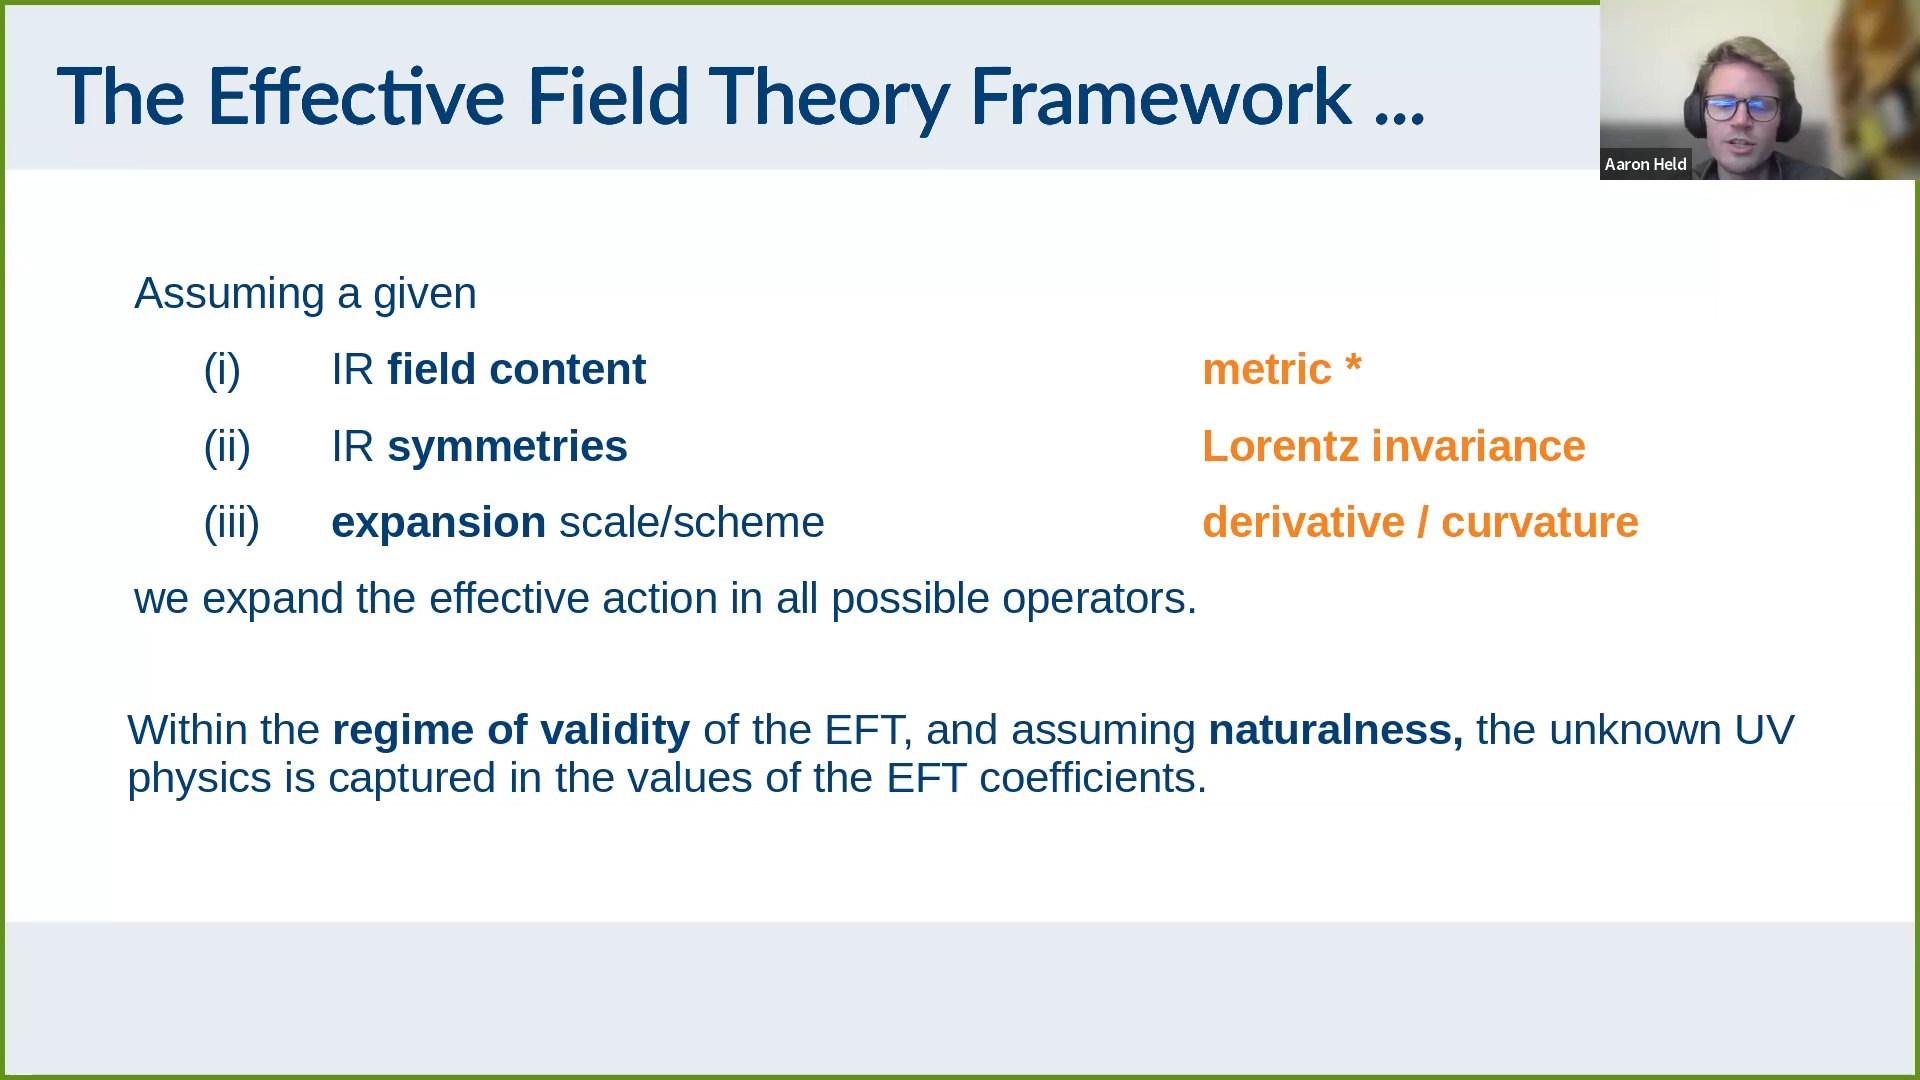 The Effective Field Theory Framework ...
Aaron Held
Assuming a given
(i) IR field content metric *
(ii) IR symmetries Lorentz invariance
(iii) expansion scale/scheme derivative / curvature
we expand the effective action in all possible operators.
Within the regime of validity of the EFT, and assuming naturalness, the unknown UV
physics is captured in the values of the EFT coefficients.